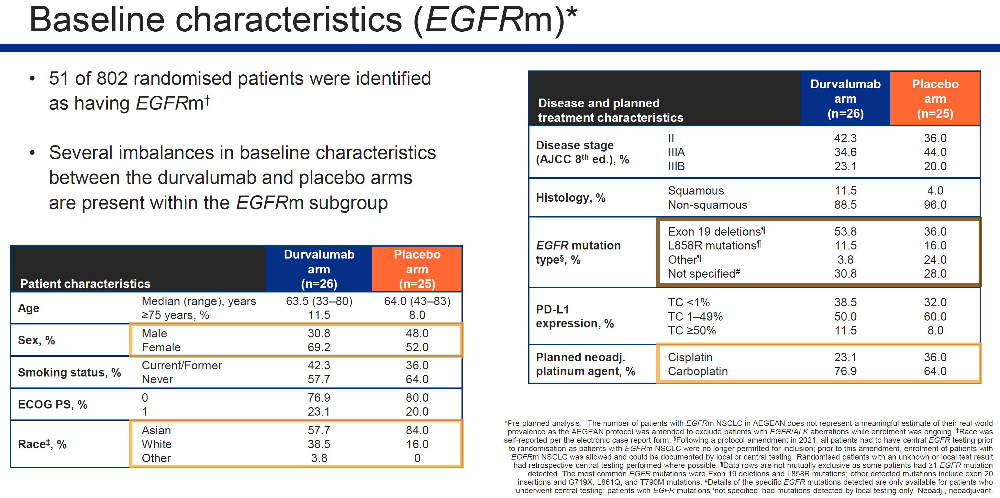 Baseline characteristics (EGFRm)*
• 51 of 802 randomised patients were identified
as having EGFRm†
• Several imbalances in baseline characteristics
between the durvalumab and placebo arms
are present within the EGFRm subgroup
Patient characteristics Durvalumab arm (n=26) Placebo arm (n=25)
Age Median (range), years 63.5 (33–80) 64.0 (43–83)
≥75 years, % 11.5 8.0
Sex, % Male 30.8 48.0
Female 69.2 52.0
Smoking status, % Current/Former 42.3 36.0
Never 57.7 64.0
ECOG PS, % 0 76.9 80.0
1 23.1 20.0
Race‡, % Asian 57.7 84.0
White 38.5 16.0
Other 3.8 0
Disease and planned treatment characteristics Durvalumab arm (n=26) Placebo arm (n=25)
Disease stage (AJCC 8th ed.), % II 42.3 36.0
IIIA 34.6 44.0
IIIB 23.1 20.0
Histology, % Squamous 11.5 4.0
Non-squamous 88.5 96.0
EGFR mutation type§, % Exon 19 deletions¶ 53.8 36.0
L858R mutations¶ 11.5 16.0
Other¶ 3.8 24.0
Not specified# 30.8 28.0
PD-L1 expression, % TC <1% 38.5 32.0
TC 1–49% 50.0 60.0
TC ≥50% 11.5 8.0
Planned neoadj. platinum agent, % Cisplatin 23.1 36.0
Carboplatin 76.9 64.0
*Pre-planned analysis. †The number of patients with EGFRm NSCLC in AEGEAN does not represent a meaningful estimate of their real-world
prevalence as the AEGEAN protocol was amended to exclude patients with EGFR/ALK aberrations while enrolment was ongoing. ‡Race was
self-reported per the electronic case report form. §Following a protocol amendment in 2021, all patients had to have central EGFR testing prior
to randomisation as patients with EGFRm NSCLC were no longer permitted for inclusion; prior to this amendment, enrolment of patients with
EGFRm NSCLC was allowed and could be documented by local or central testing. Randomised patients with an unknown or local test result
had retrospective central testing performed where possible. ¶Data rows are not mutually exclusive as some patients had ≥1 EGFR mutation
detected. The most common EGFR mutations were Exon 19 deletions and L858R mutations; other detected mutations include exon 20
insertions and G719X, L861Q, and T790M mutations. #Details of the specific EGFR mutations detected are only available for patients who
underwent central testing; patients with EGFR mutations ‘not specified’ had mutations detected by local testing only. Neoadj., neoadjuvant.